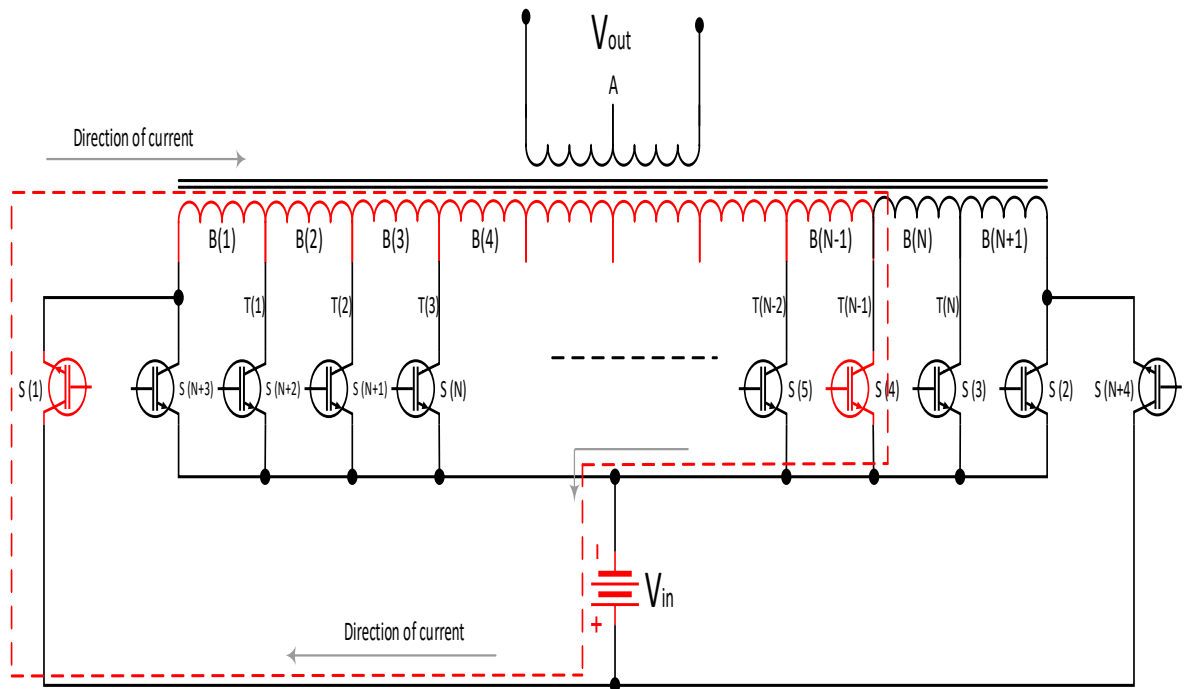 Vout
A
Direction of current
B(1) B(2) B(3) B(4) B(N-1) B(N) B(N+1)
T(1) T(2) T(3) T(N-2) T(N-1) T(N)
S (1) S (N+3) S (N+2) S (N+1) S (N) S (5) S (4) S (3) S (2) S (N+4)
-
Vin
+
Direction of current